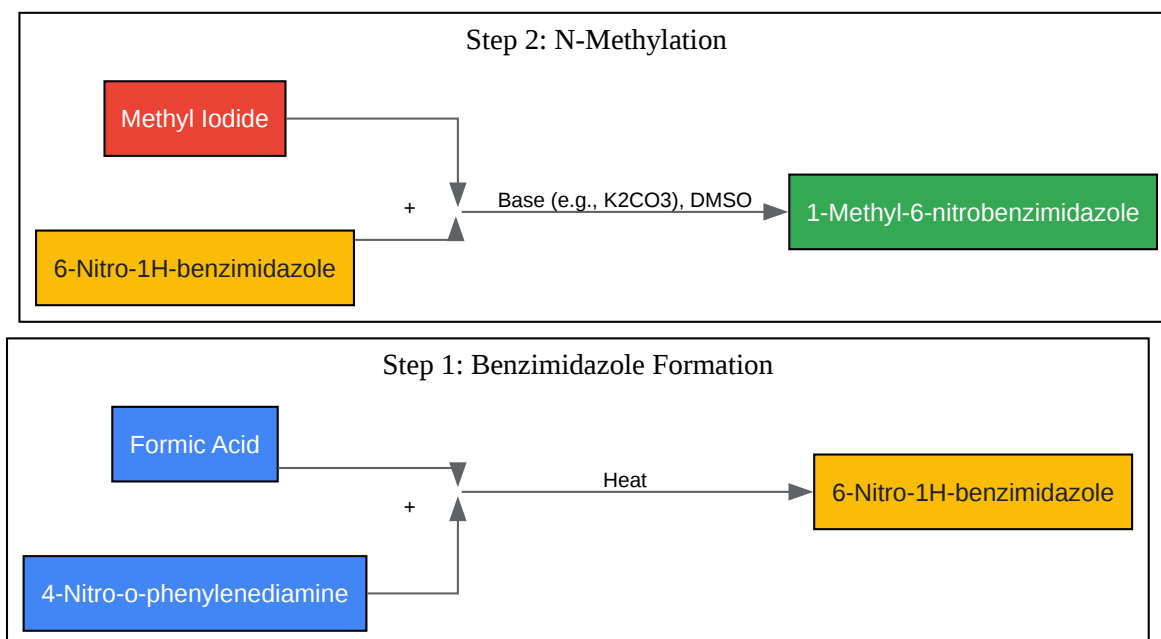 Step 2: N-Methylation
Methyl Iodide
+
Base (e.g., K2CO3), DMSO
1-Methyl-6-nitrobenzimidazole
6-Nitro-1H-benzimidazole
Step 1: Benzimidazole Formation
Formic Acid
Heat
+
6-Nitro-1H-benzimidazole
4-Nitro-o-phenylenediamine